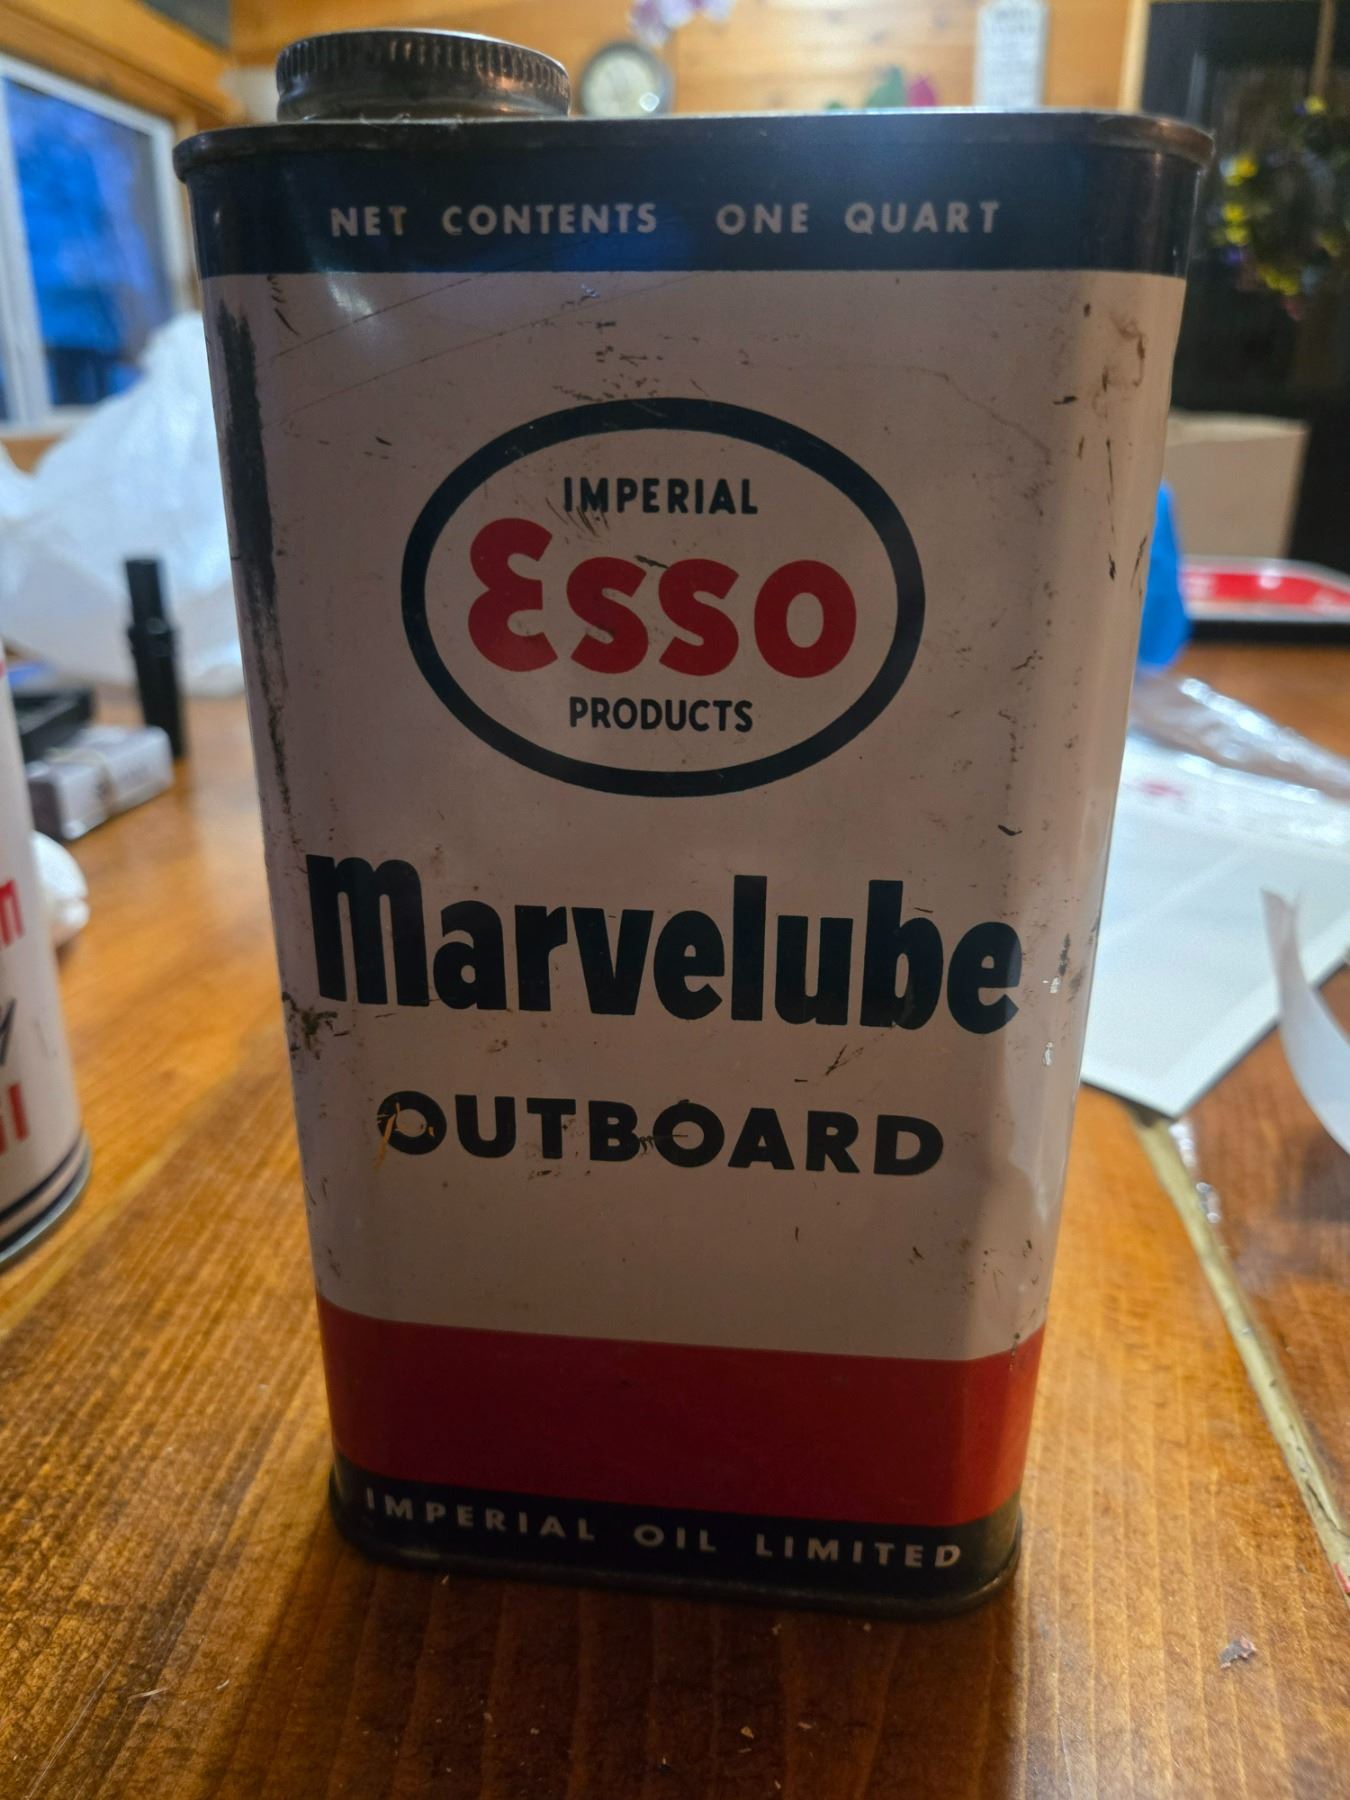 NET CONTENTS ONE QUART
IMPERIAL
Esso
PRODUCTS
Marvelube
OUTBOARD
IMPERIAL OIL LIMITED